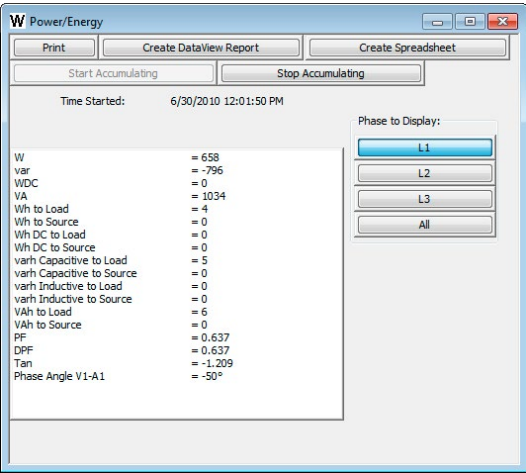 W Power/Energy
Print Create DataView Report Create Spreadsheet
Start Accumulating Stop Accumulating
Time Started: 6/30/2010 12:01:50 PM
Phase to Display:
L1
L2
L3
All
W = 658
var = -796
WDC = 0
VA = 1034
Wh to Load = 4
Wh to Source = 0
Wh DC to Load = 0
Wh DC to Source = 0
varh Capacitive to Load = 5
varh Capacitive to Source = 0
varh Inductive to Load = 0
varh Inductive to Source = 0
VAh to Load = 6
VAh to Source = 0
PF = 0.637
DPF = 0.637
Tan = -1.209
Phase Angle V1-A1 = -50°